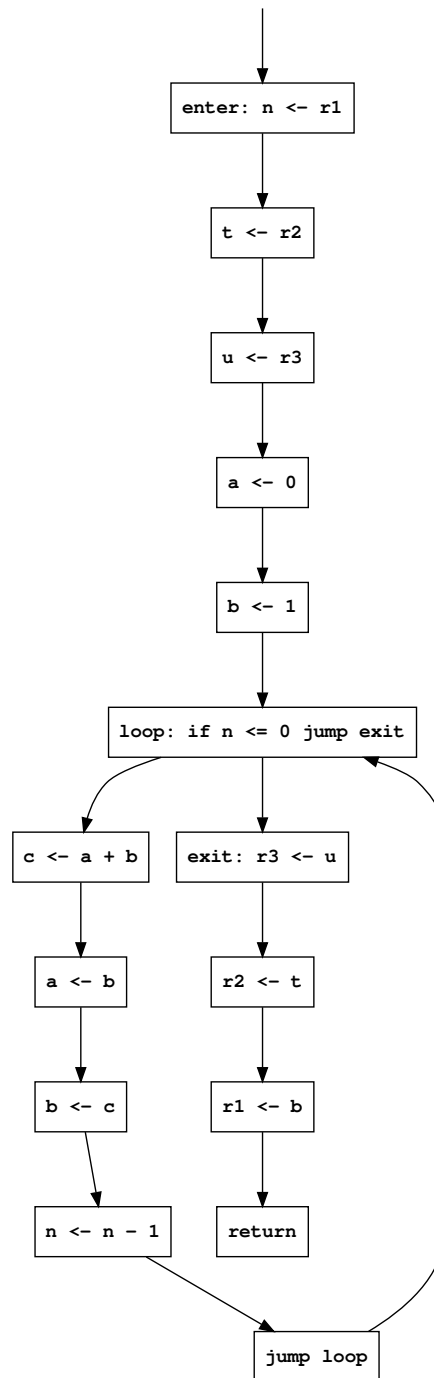 enter: n <- r1
t <- r2
u <- r3
a <- 0
b <- 1
loop: if n <= 0 jump exit
c <- a + b
exit: r3 <- u
a <- b
r2 <- t
b <- c
r1 <- b
n <- n - 1
return
jump loop